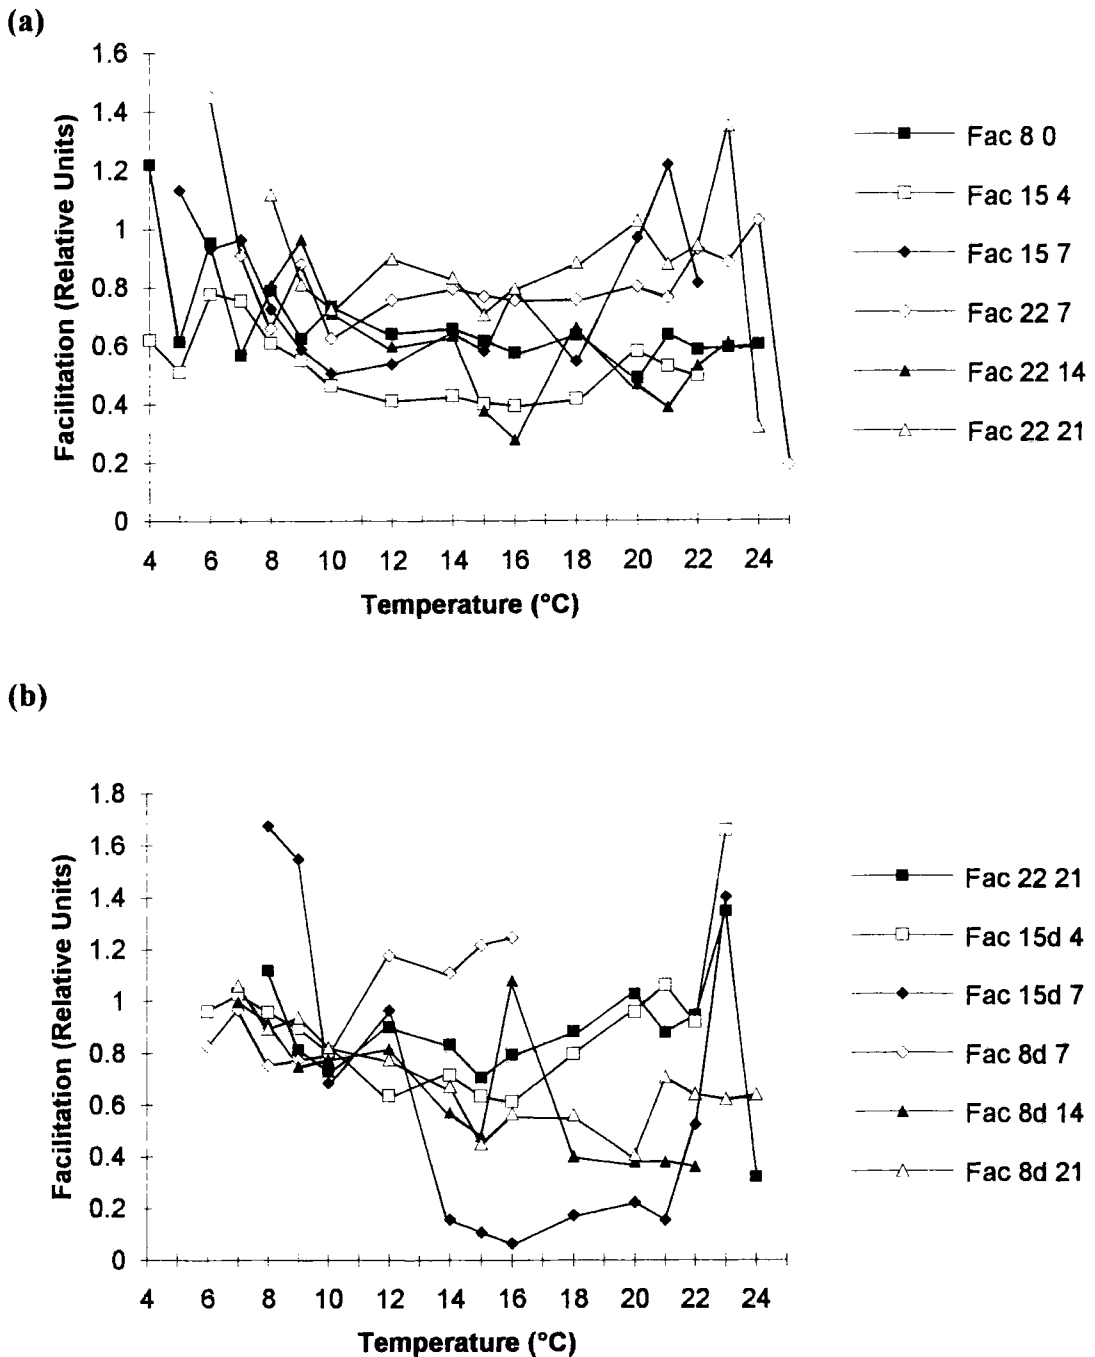 (a)
1.6
1.4
1.2
1
0.8
0.6
0.4
0.2
0
Facilitation (Relative Units)
4 6 8 10 12 14 16 18 20 22 24
Temperature (°C)
Fac 8 0
Fac 15 4
Fac 15 7
Fac 22 7
Fac 22 14
Fac 22 21
(b)
1.8
1.6
1.4
1.2
1
0.8
0.6
0.4
0.2
0
Facilitation (Relative Units)
4 6 8 10 12 14 16 18 20 22 24
Temperature (°C)
Fac 22 21
Fac 15d 4
Fac 15d 7
Fac 8d 7
Fac 8d 14
Fac 8d 21